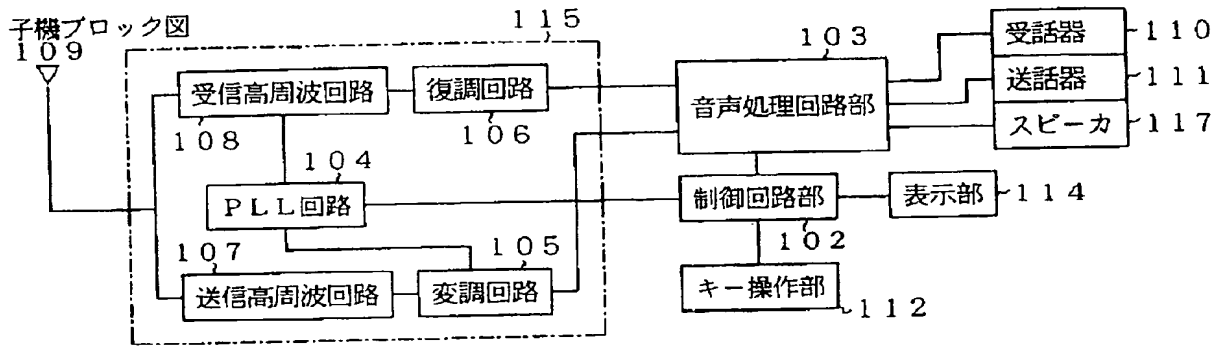 子機ブロック図
109
115
受信高周波回路
108
復調回路
106
104
PLL回路
107
送信高周波回路
105
変調回路
103
音声処理回路部
制御回路部
102
キー操作部
112
表示部
114
受話器
110
送話器
111
スピーカ
117